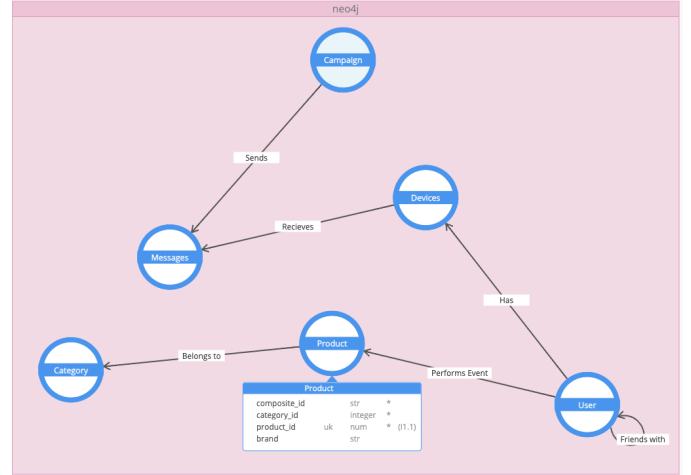 neo4j
Campaign
Sends
Devices
Recieves
Messages
Has
Product
Belongs to
Category
Performs Event
Product
composite_id str *
category_id integer *
product_id uk num * (I1.1)
brand str
User
Friends with